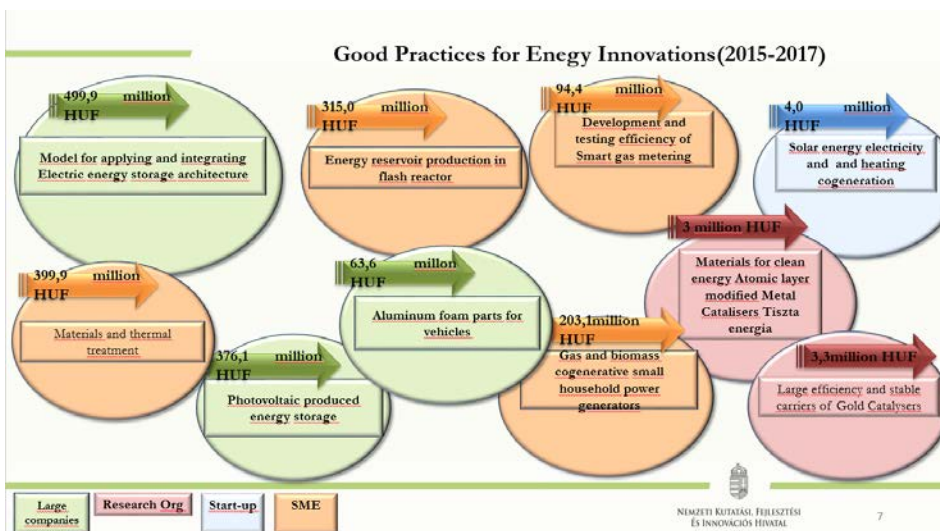 Good Practices for Enegy Innovations(2015-2017)
499,9 million
HUF
Model for applying and integrating
Electric energy storage architecture
315,0 million
HUF
Energy reservoir production in
flash reactor
94,4 million
HUF
Development and
testing efficiency of
Smart gas metering
4,0 million
HUF
Solar energy electricity
and and heating
cogeneration
399,9 million
HUF
Materials and thermal
treatment
63,6 millon
HUF
Aluminum foam parts for
vehicles
3 million HUF
Materials for clean
energy Atomic layer
modified Metal
Catalisers Tiszta
energia
376,1 million
HUF
Photovoltaic produced
energy storage
203,1million
HUF
Gas and biomass
cogenerative small
household power
generators
3,3million HUF
Large efficiency and stable
carriers of Gold Catalysers
Large
companies
Research Org
Start-up
SME
NEMZETI KUTATÁSI, FEJLESZTÉSI
ÉS INNOVÁCIÓS HIVATAL
7